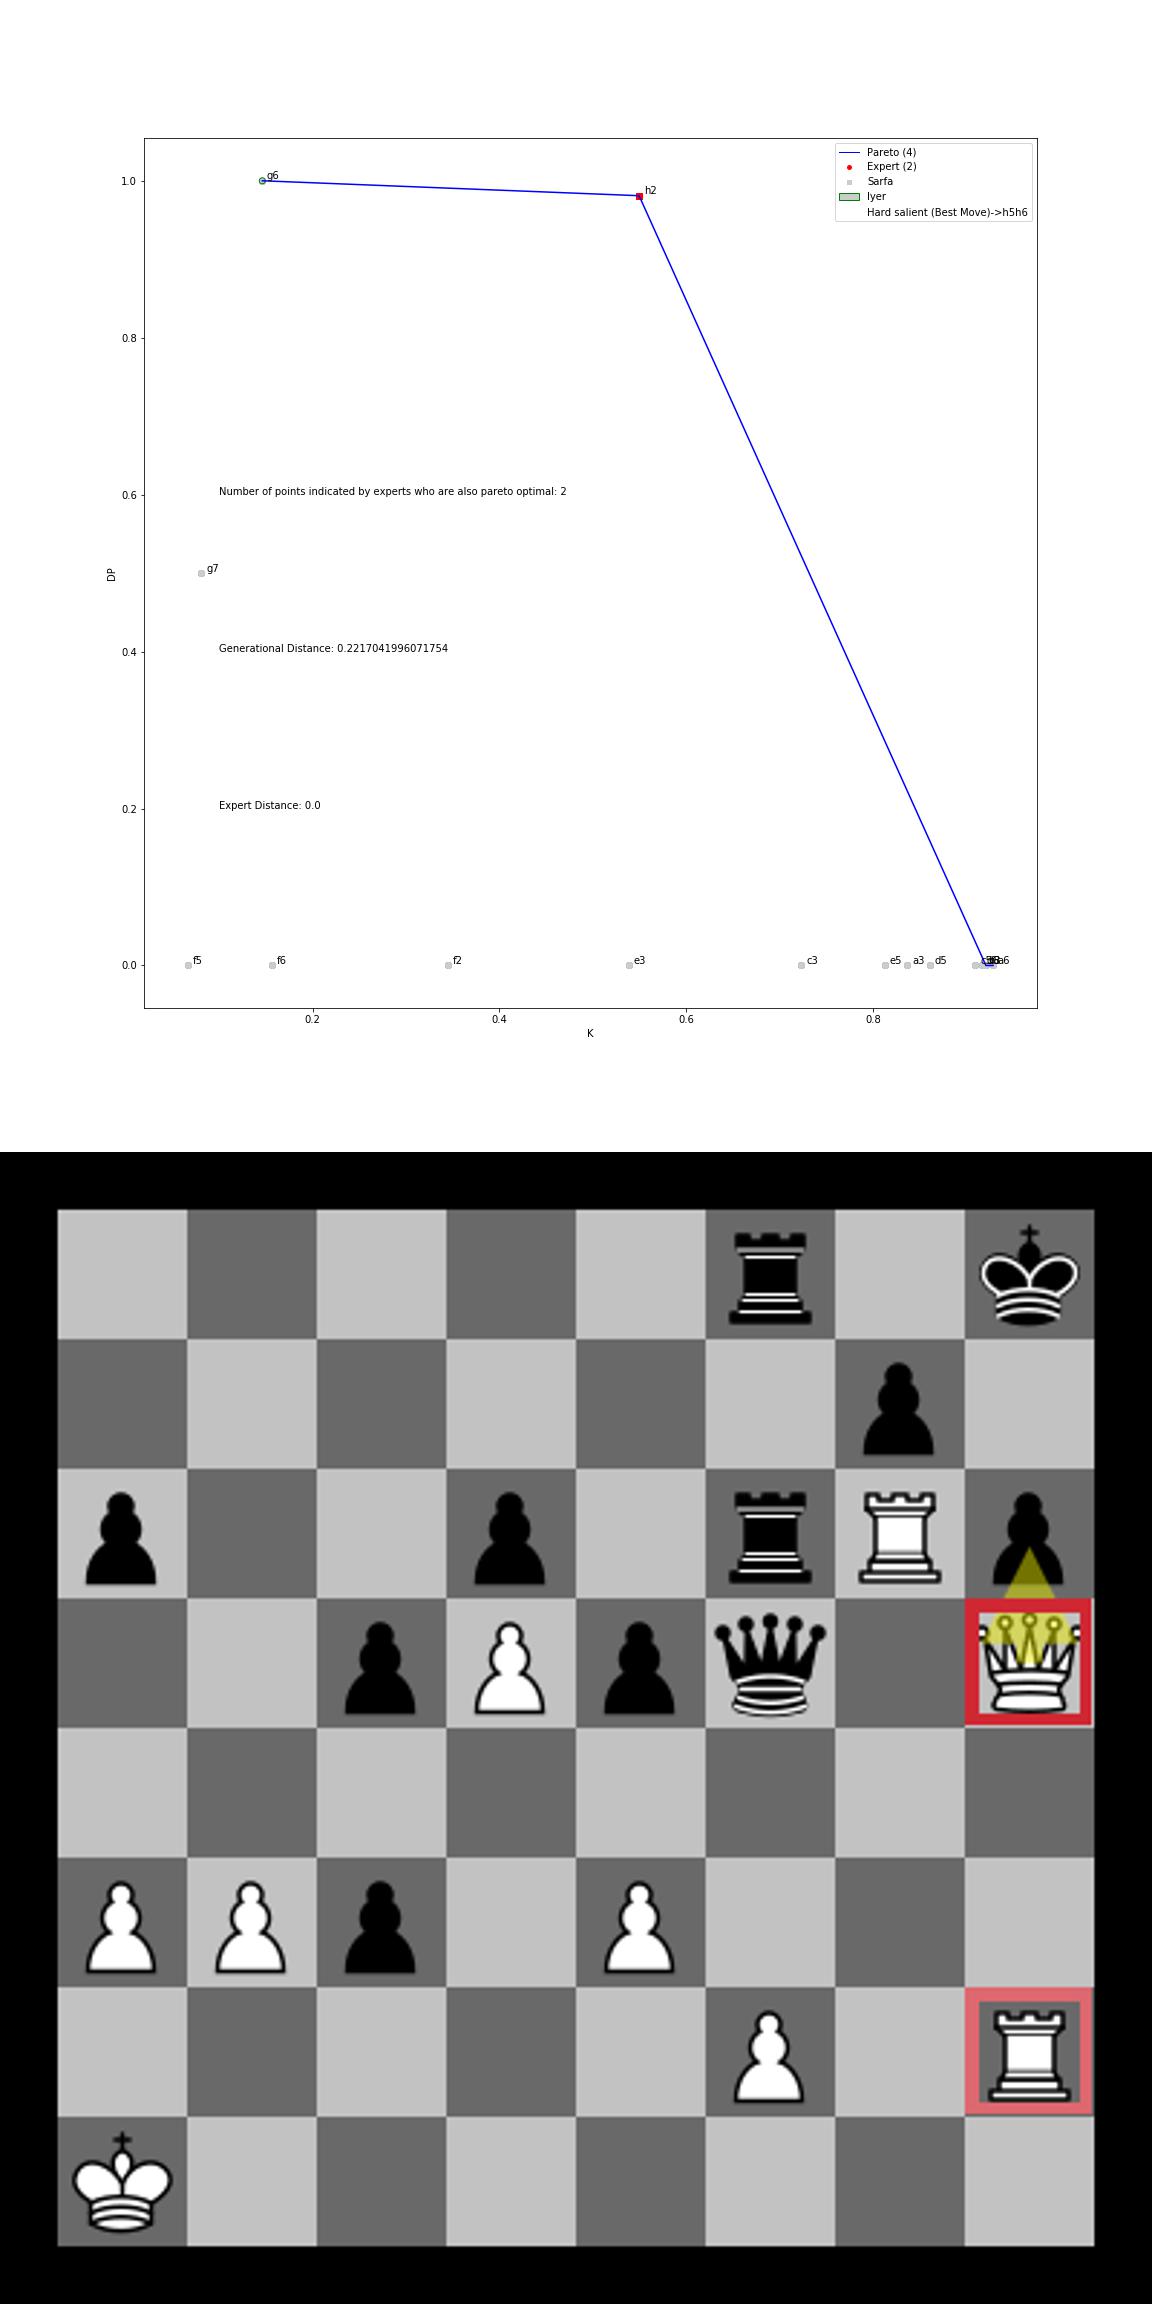 Pareto (4)
Expert (2)
Sarfa
Iyer
Hard salient (Best Move)->h5h6
1.0
g6
h2
0.8
Number of points indicated by experts who are also pareto optimal: 2
0.6
DP
g7
Generational Distance: 0.2217041996071754
0.4
Expert Distance: 0.0
0.2
0.0
f5
f6
f2
e3
c3
e5
a3
d5
0.2
0.4
0.6
0.8
K